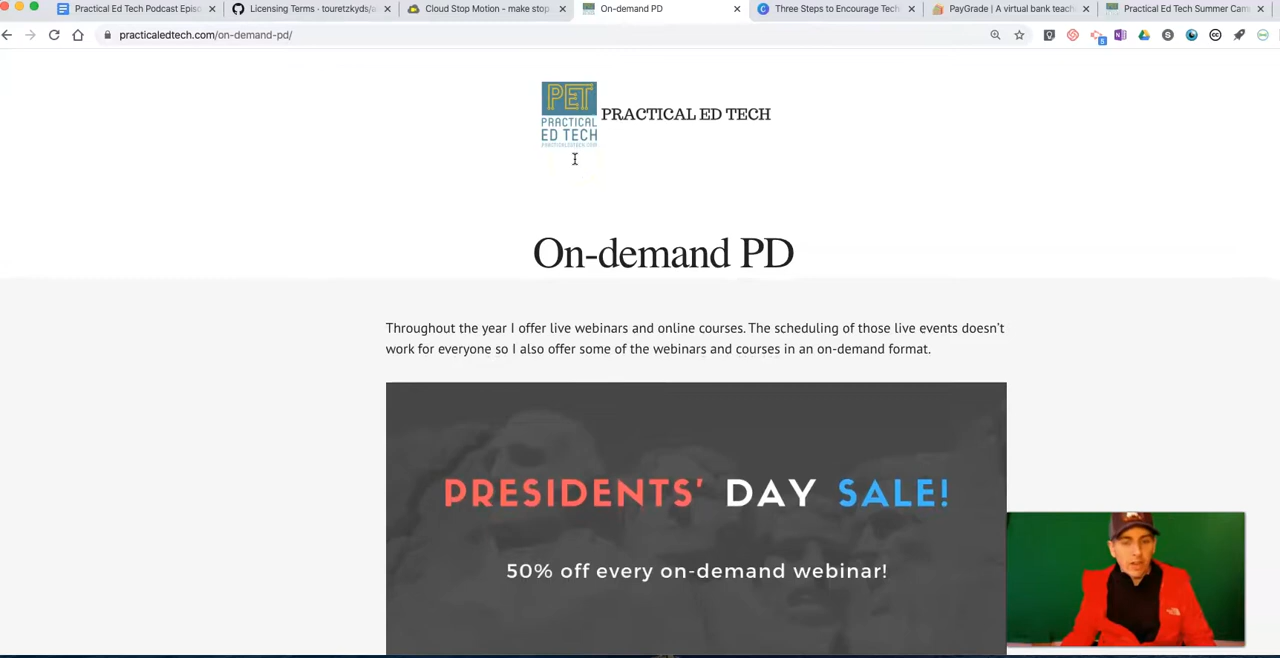 Practical Ed Tech Podcast Episo
Licensing Terms · touretzkyds/a
Cloud Stop Motion - make stop
On-demand PD
Three Steps to Encourage Tech
PayGrade | A virtual bank teach
Practical Ed Tech Summer Cam
practicaledtech.com/on-demand-pd/
5
PET
PRACTICAL
ED TECH
PRACTICALEDTECH.COM
PRACTICAL ED TECH
On-demand PD
Throughout the year I offer live webinars and online courses. The scheduling of those live events doesn't
work for everyone so I also offer some of the webinars and courses in an on-demand format.
PRESIDENTS' DAY SALE!
50% off every on-demand webinar!